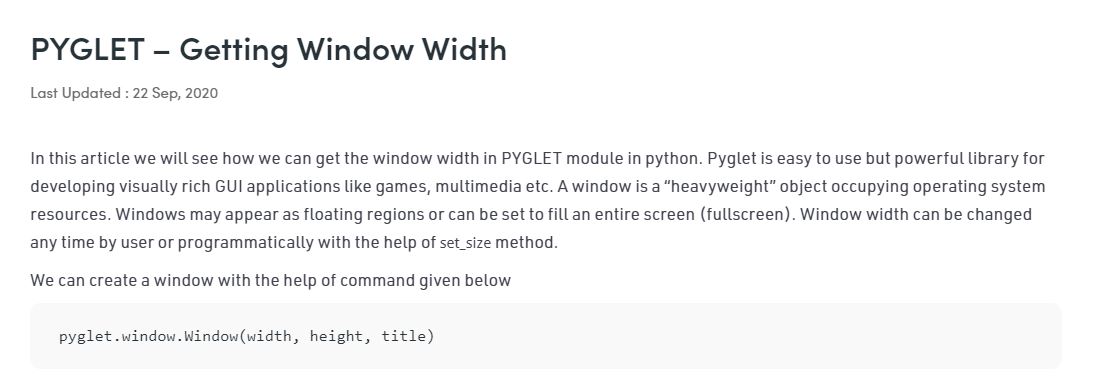 PYGLET – Getting Window Width
Last Updated : 22 Sep, 2020
In this article we will see how we can get the window width in PYGLET module in python. Pyglet is easy to use but powerful library for
developing visually rich GUI applications like games, multimedia etc. A window is a “heavyweight” object occupying operating system
resources. Windows may appear as floating regions or can be set to fill an entire screen (fullscreen). Window width can be changed
any time by user or programmatically with the help of set_size method.
We can create a window with the help of command given below
pyglet.window.Window(width, height, title)